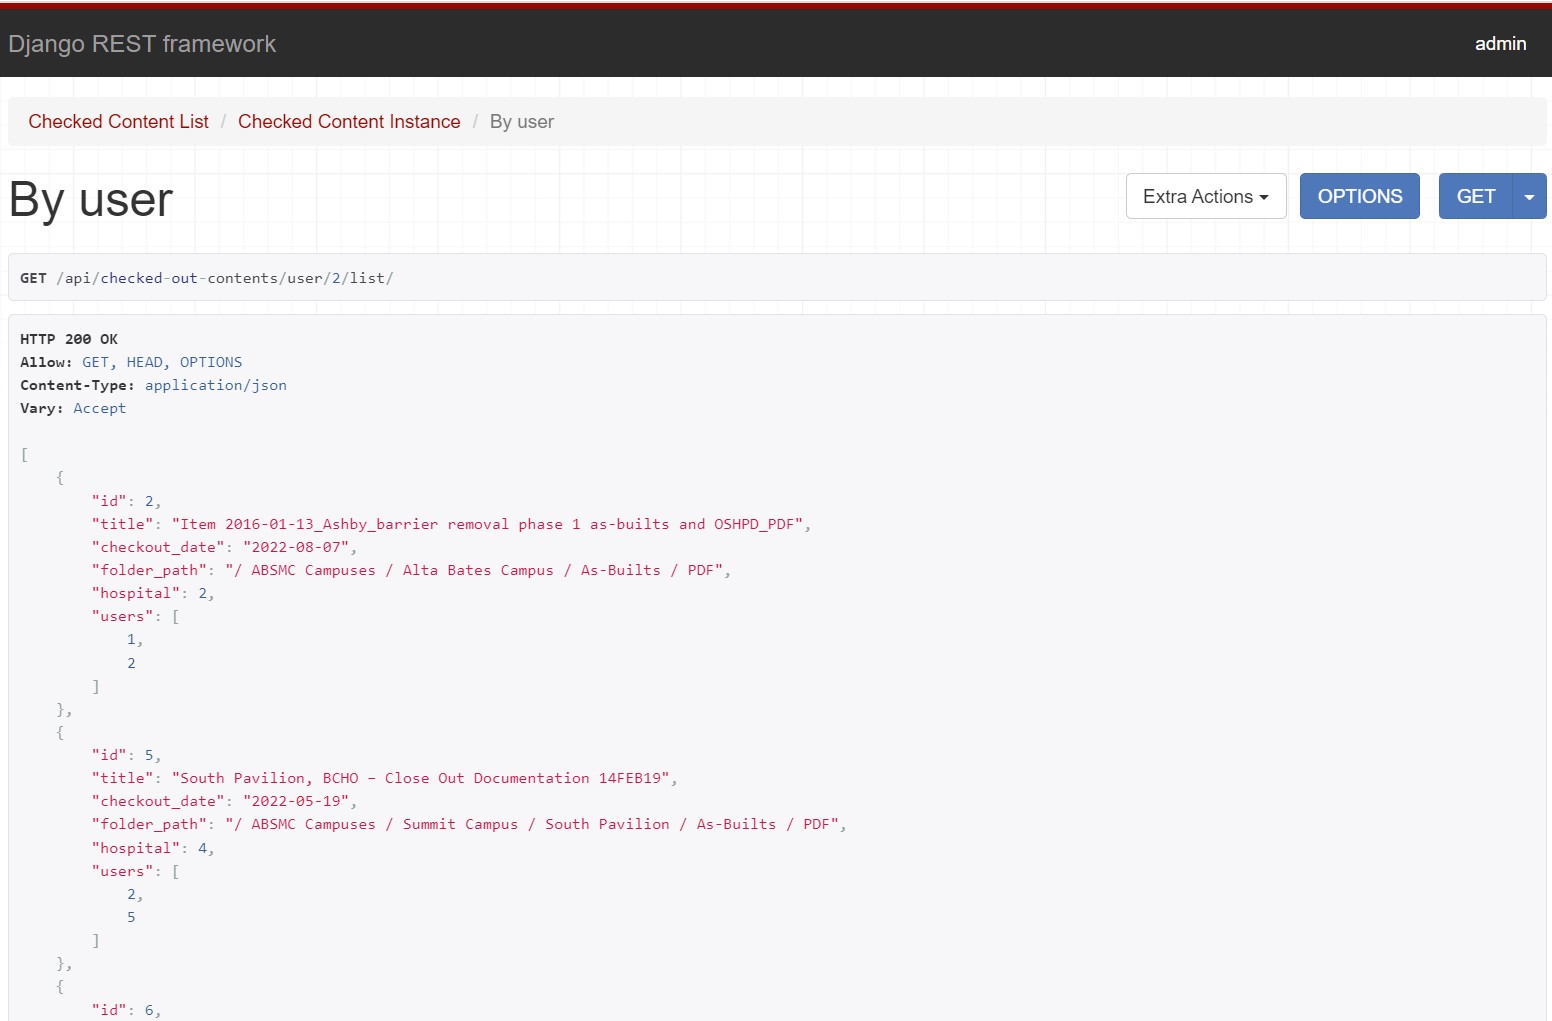 Django REST framework admin
Checked Content List / Checked Content Instance / By user
By user Extra Actions OPTIONS GET
GET /api/checked-out-contents/user/2/list/
HTTP 200 OK
Allow: GET, HEAD, OPTIONS
Content-Type: application/json
Vary: Accept
[
{
"id": 2,
"title": "Item 2016-01-13_Ashby_barrier removal phase 1 as-builts and OSHPD_PDF",
"checkout_date": "2022-08-07",
"folder_path": "/ ABSMC Campuses / Alta Bates Campus / As-Builts / PDF",
"hospital": 2,
"users": [
1,
2
]
},
{
"id": 5,
"title": "South Pavilion, BCHO – Close Out Documentation 14FEB19",
"checkout_date": "2022-05-19",
"folder_path": "/ ABSMC Campuses / Summit Campus / South Pavilion / As-Builts / PDF",
"hospital": 4,
"users": [
2,
5
]
},
{
"id": 6,